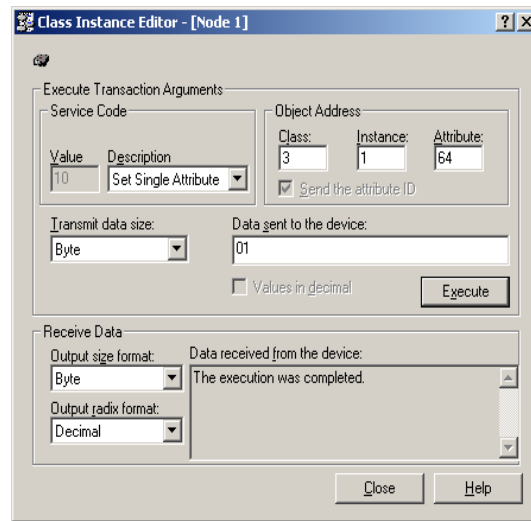 Class Instance Editor - [Node 1]
Execute Transaction Arguments
Service Code
Value
Description
10
Set Single Attribute
Object Address
Class:
Instance:
Attribute:
3
1
64
Send the attribute ID
Transmit data size:
Byte
Data sent to the device:
01
Values in decimal
Execute
Receive Data
Output size format:
Byte
Output radix format:
Decimal
Data received from the device:
The execution was completed.
Close
Help